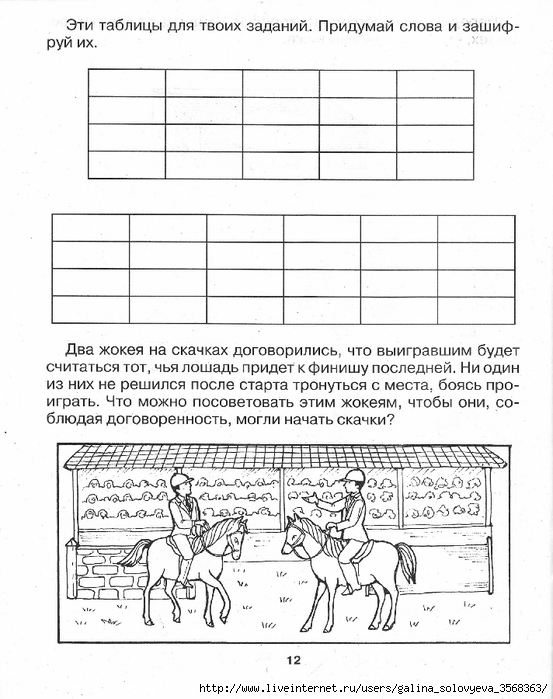 Эти таблицы для твоих заданий. Придумай слова и зашиф-
руй их.
Два жокея на скачках договорились, что выигравшим будет
считаться тот, чья лошадь придет к финишу последней. Ни один
из них не решился после старта тронуться с места, боясь про-
играть. Что можно посоветовать этим жокеям, чтобы они, со-
блюдая договоренность, могли начать скачки?
12
http://www.liveinternet.ru/users/galina_solovyeva_3568363/